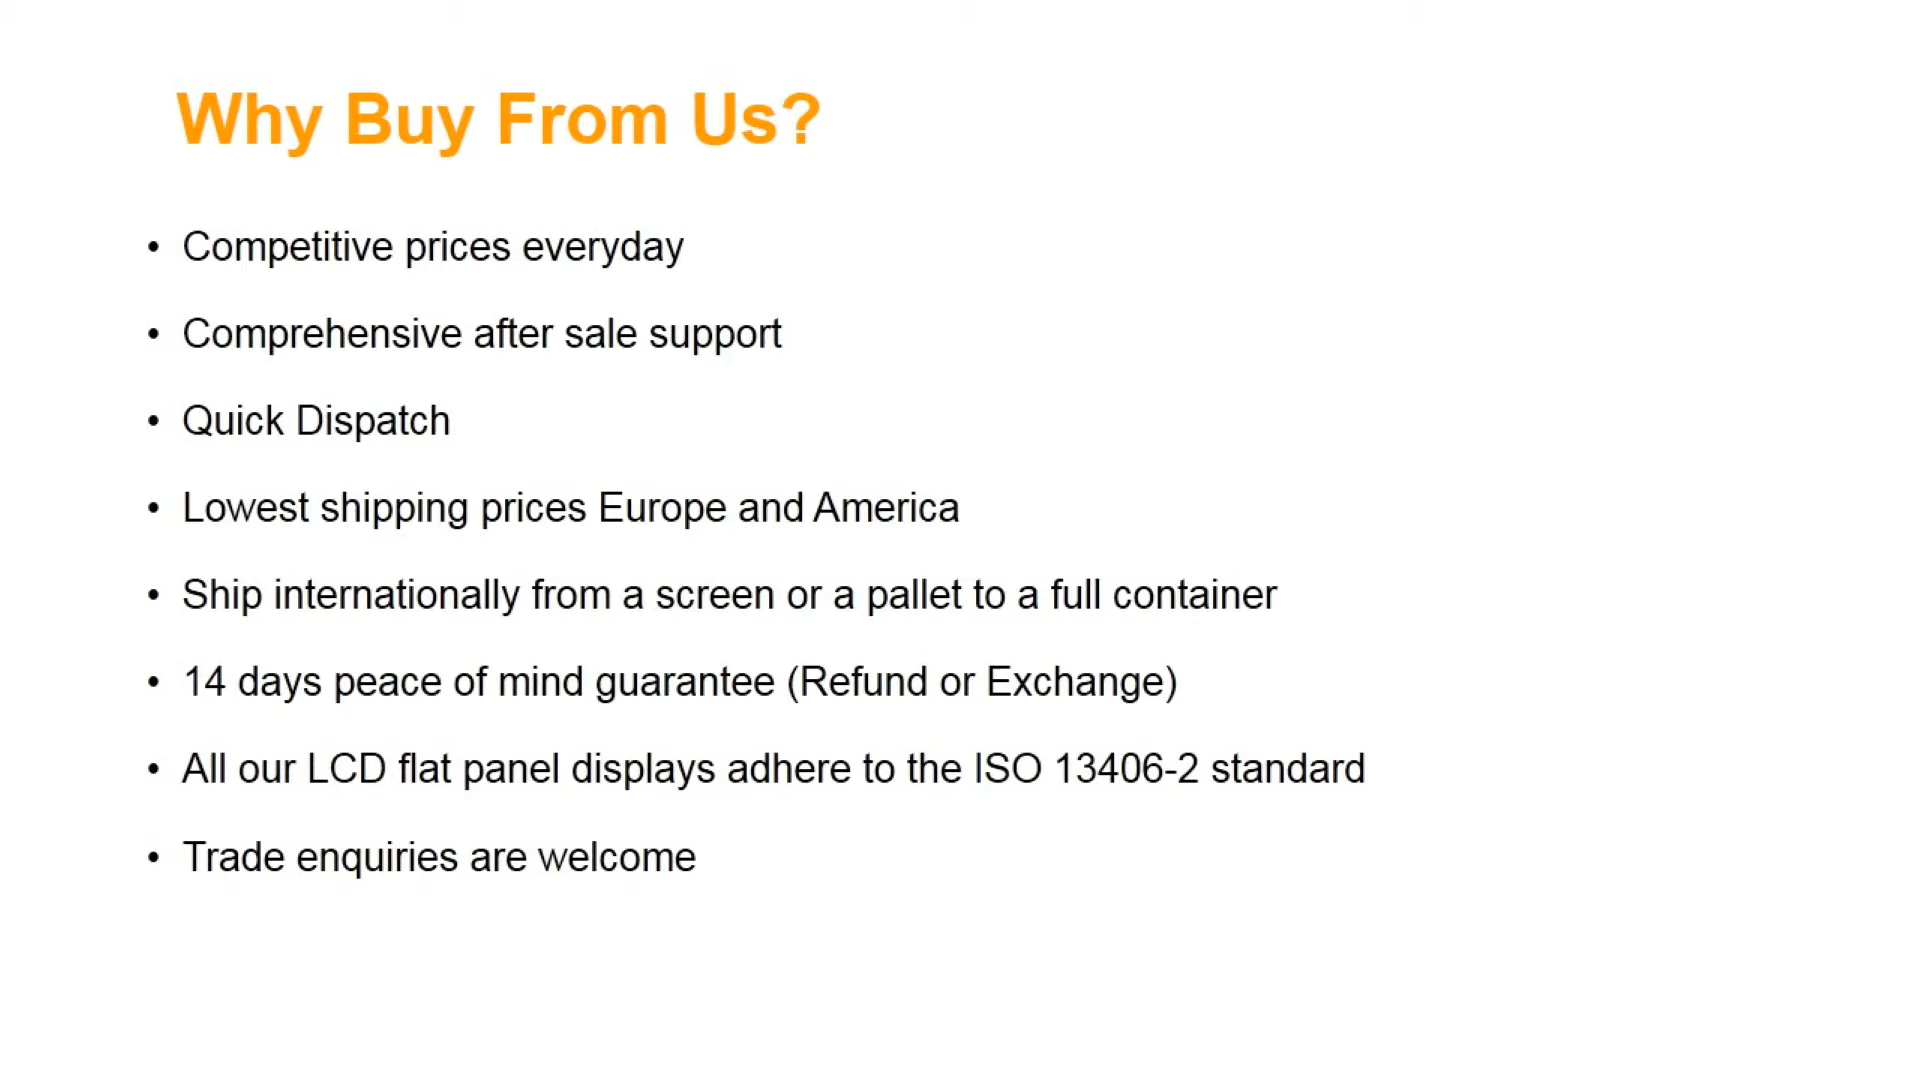 Why Buy From Us?
• Competitive prices everyday
• Comprehensive after sale support
• Quick Dispatch
• Lowest shipping prices Europe and America
• Ship internationally from a screen or a pallet to a full container
• 14 days peace of mind guarantee (Refund or Exchange)
• All our LCD flat panel displays adhere to the ISO 13406-2 standard
• Trade enquiries are welcome